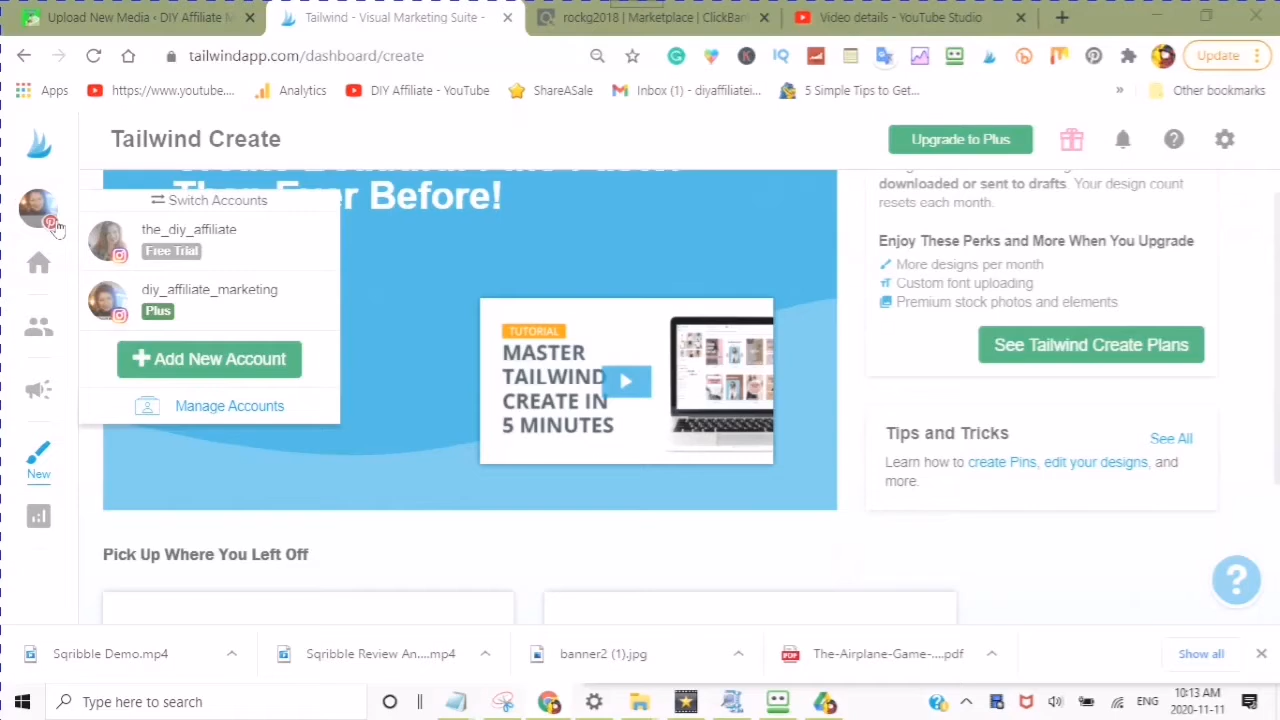 Upload New Media ‹ DIY Affiliate M
Tailwind - Visual Marketing Suite -
rockg2018 | Marketplace | ClickBan
Video details - YouTube Studio
tailwindapp.com/dashboard/create
Update
Apps
https://www.youtube....
Analytics
DIY Affiliate - YouTube
ShareASale
Inbox (1) - diyaffiliatei...
5 Simple Tips to Get...
»
Other bookmarks
Tailwind Create
Upgrade to Plus
Than Ever Before!
Switch Accounts
the_diy_affiliate
Free Trial
diy_affiliate_marketing
Plus
Add New Account
Manage Accounts
New
TUTORIAL
MASTER
TAILWIND
CREATE IN
5 MINUTES
downloaded or sent to drafts. Your design count
resets each month.
Enjoy These Perks and More When You Upgrade
More designs per month
Custom font uploading
Premium stock photos and elements
See Tailwind Create Plans
Tips and Tricks
See All
Learn how to create Pins, edit your designs, and
more.
Pick Up Where You Left Off
Sqribble Demo.mp4
Sqribble Review An....mp4
banner2 (1).jpg
The-Airplane-Game-....pdf
Show all
Type here to search
ENG
10:13 AM
2020-11-11